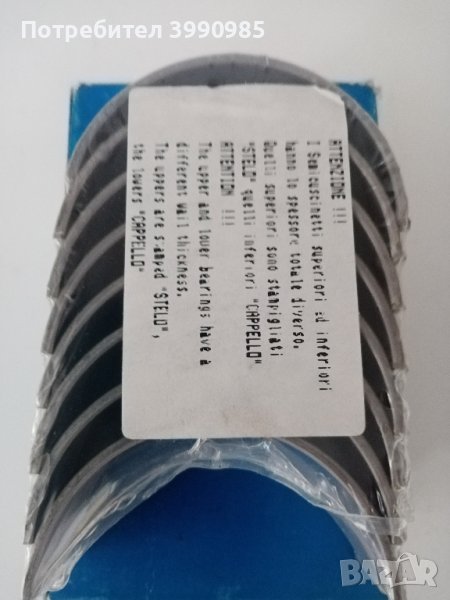 Потребител 3990985
ATTENZIONE !!!
I Semicuscinetti superiori ed inferiori
hanno lo spessore totale diverso.
Quelli superiori sono stampigliati
"STELO" quelli inferiori "CAPPELLO"
ATTENTION !!!
The upper and lower bearings have a
different wall thickness.
The uppers are stamped "STELO",
the lowers "CAPPELLO"
BAZAR